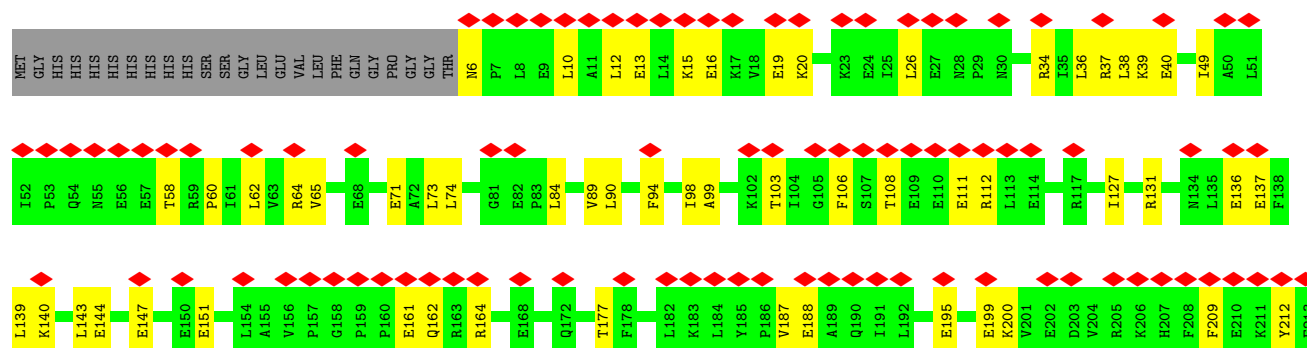 MET GLY HIS HIS HIS HIS HIS HIS HIS HIS SER SER GLY LEU GLU VAL LEU PHE GLN GLY PRO GLY GLY THR N6 P7 L8 E9 L10 A11 L12 E13 L14 K15 E16 K17 V18 E19 K20 K23 E24 I25 L26 E27 N28 P29 N30 R34 I35 L36 R37 L38 K39 E40 I49 A50 L51
I52 P53 Q54 N55 E56 E57 T58 R59 P60 I61 L62 V63 R64 V65 E68 E71 A72 L73 L74 G81 E82 P83 L84 V89 L90 F94 I98 A99 K102 T103 I104 G105 F106 S107 T108 E109 E110 E111 R112 L113 E114 R117 I127 R131 N134 L135 E136 E137 F138
L139 K140 L143 E144 E147 E150 E151 L154 A155 V156 P157 G158 P159 P160 E161 Q162 R163 R164 E168 Q172 T177 F178 L182 K183 L184 Y185 P186 V187 E188 A189 Q190 I191 L192 E195 E199 K200 V201 E202 D203 V204 R205 K206 H207 F208 F209 E210 K211 Y212